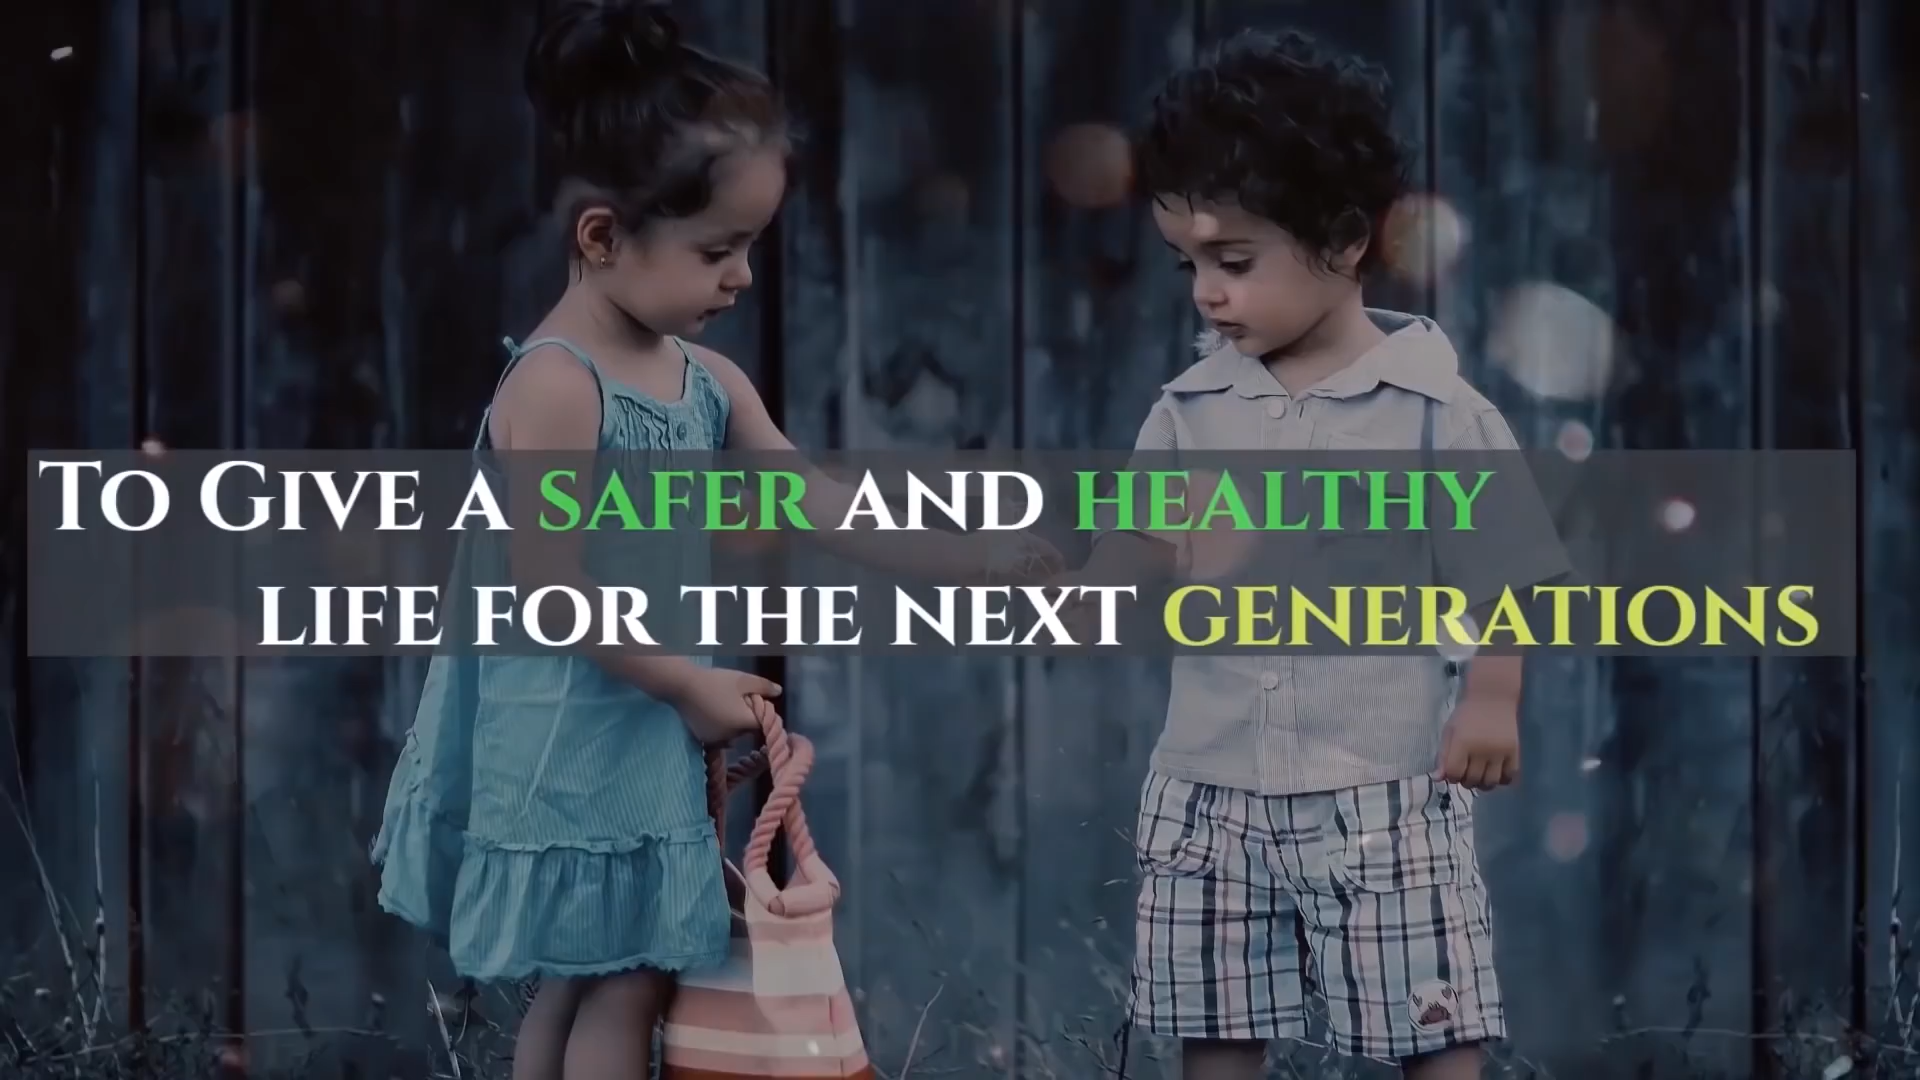 To Give a safer and healthy
life for the next generations